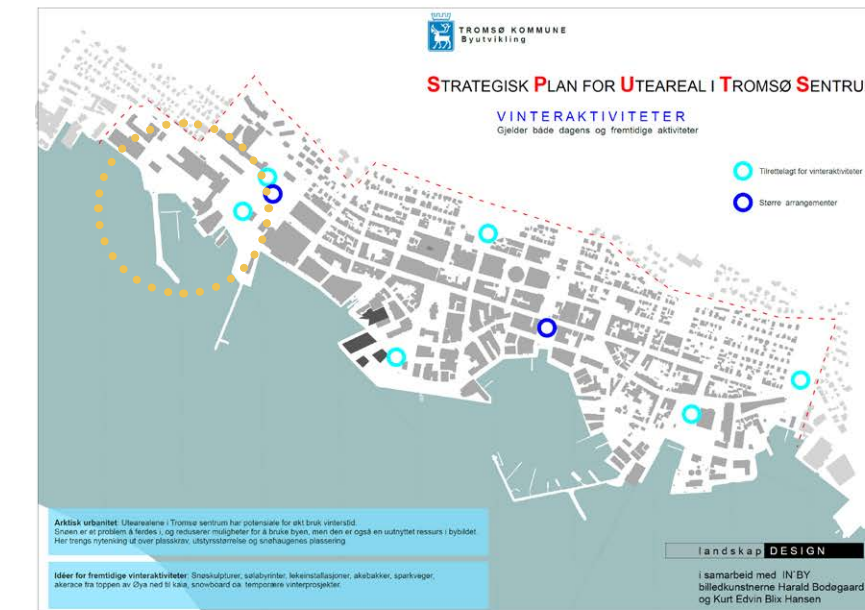 TROMSØ KOMMUNE
Byutvikling
STRATEGISK PLAN FOR UTEAREAL I TROMSØ SENTRU
VINTERAKTIVITETER
Gjelder både dagens og fremtidige aktiviteter
Tilrettelagt for vinteraktiviteter
Større arrangementer
Arktisk urbanitet: Utearealene i Tromsø sentrum har potensiale for økt bruk vinterstid.
Snøen er et problem å ferdes i, og reduserer muligheter for å bruke byen, men den er også en uutnyttet ressurs i bybildet.
Her trengs nytenking ut over plasskrav, utstyrsstørrelse og snøhaugenes plassering.
Idéer for fremtidige vinteraktiviteter: Snøskulpturer, snølabyrinter, lekeinstallasjoner, akebakker, sparkveger,
akerace fra toppen av Øya ned til kaia, snowboard oa. temporære vinterprosjekter.
landskap DESIGN
i samarbeid med IN'BY
billedkunstnerne Harald Bodøgaard
og Kurt Edvin Blix Hansen